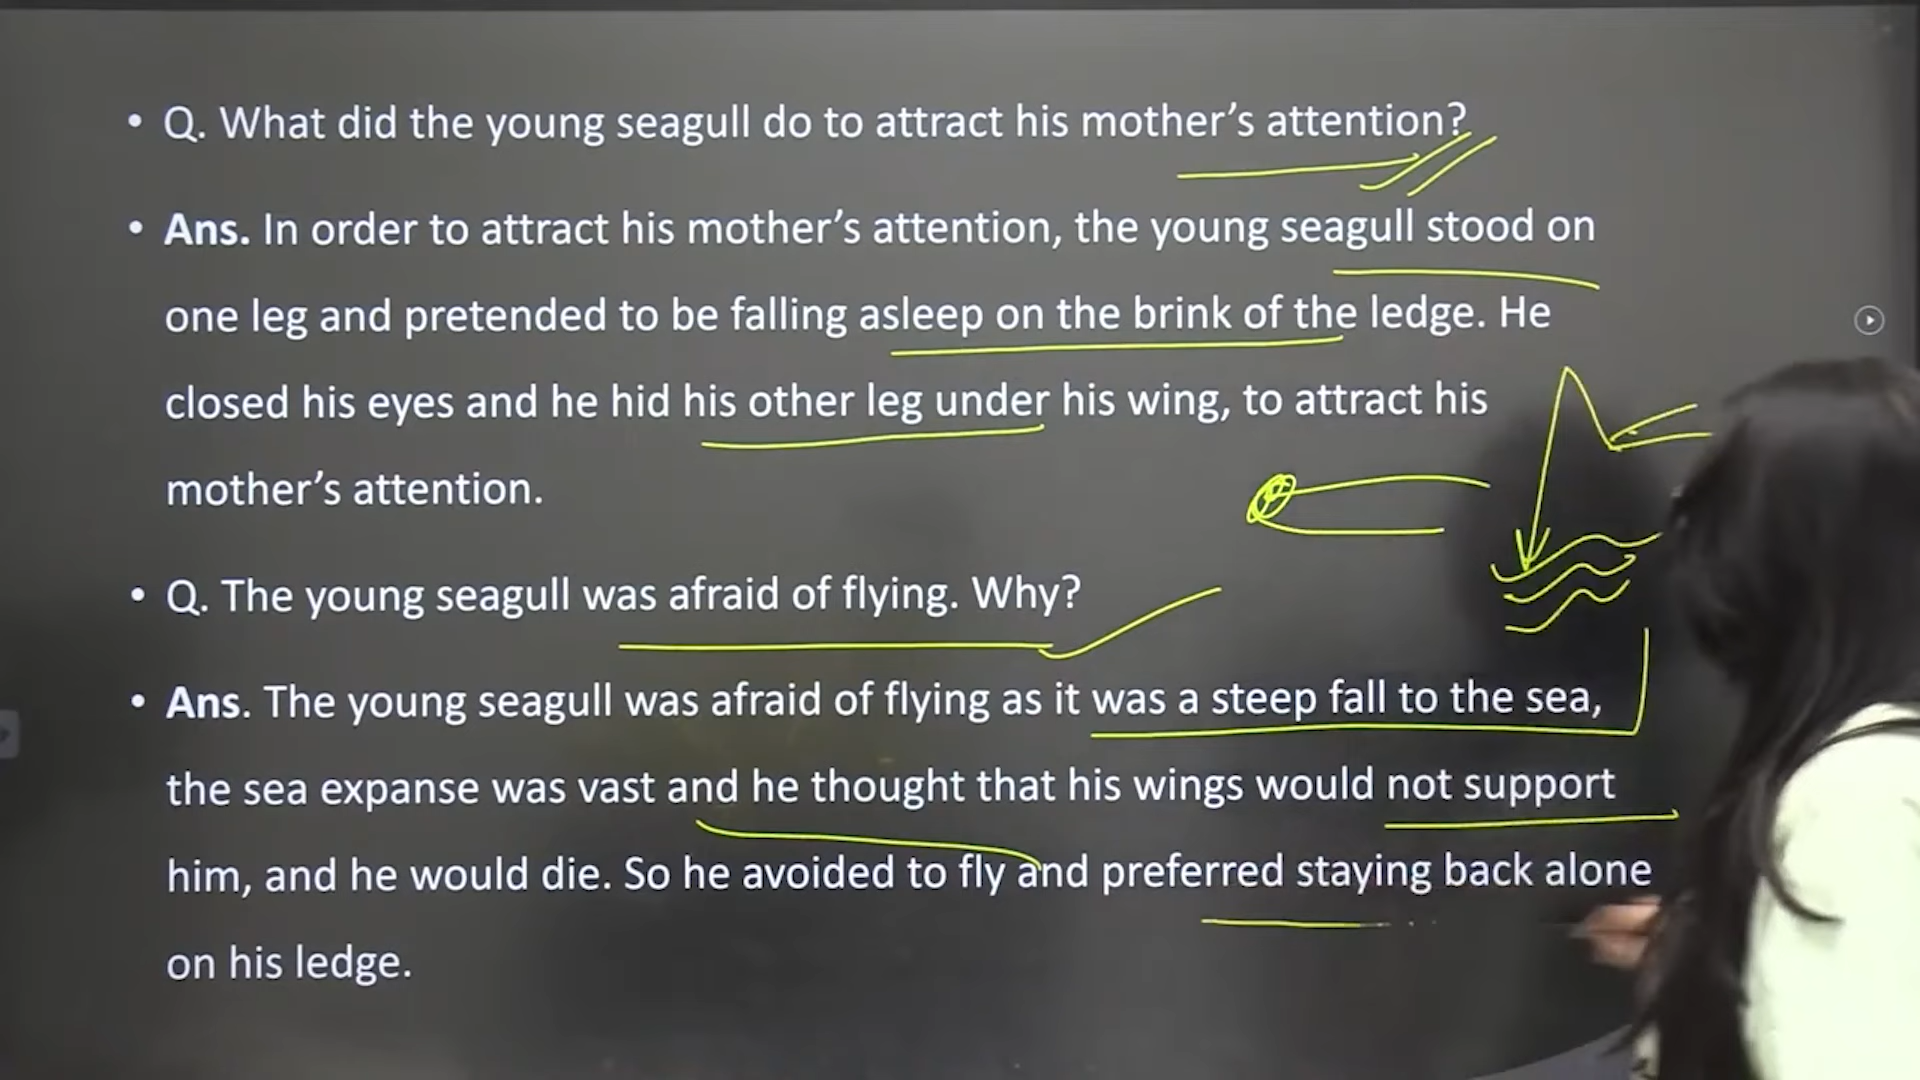 • Q. What did the young seagull do to attract his mother’s attention?
• Ans. In order to attract his mother’s attention, the young seagull stood on
one leg and pretended to be falling asleep on the brink of the ledge. He
closed his eyes and he hid his other leg under his wing, to attract his
mother’s attention.
• Q. The young seagull was afraid of flying. Why?
• Ans. The young seagull was afraid of flying as it was a steep fall to the sea,
the sea expanse was vast and he thought that his wings would not support
him, and he would die. So he avoided to fly and preferred staying back alone
on his ledge.